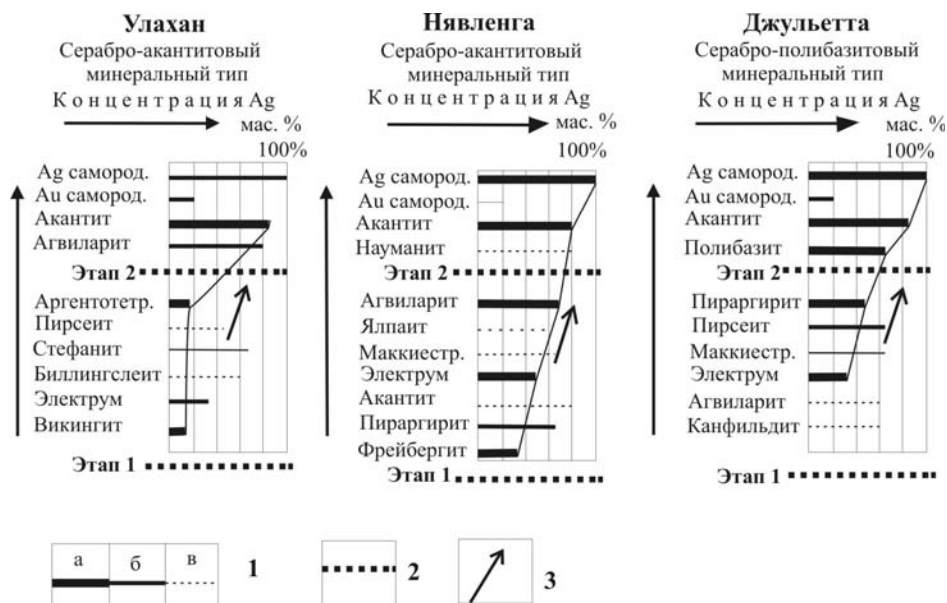 Улахан
Серабро-акантитовый
минеральный тип
Концентрация Ag
мас. %
100%
Ag самород.
Au самород.
Акантит
Агвиларит
Этап 2
Аргентотетр.
Пирсеит
Стефанит
Биллингслеит
Электрум
Викингит
Этап 1
Нявленга
Серабро-акантитовый
минеральный тип
Концентрация Ag
мас. %
100%
Ag самород.
Au самород.
Акантит
Науманит
Этап 2
Агвиларит
Ялпаит
Маккиестр.
Электрум
Акантит
Пираргирит
Фрейбергит
Этап 1
Джульетта
Серабро-полибазитовый
минеральный тип
Концентрация Ag
мас. %
100%
Ag самород.
Au самород.
Акантит
Полибазит
Этап 2
Пираргирит
Пирсеит
Маккиестр.
Электрум
Агвиларит
Канфильдит
Этап 1
а б в 1
2
3